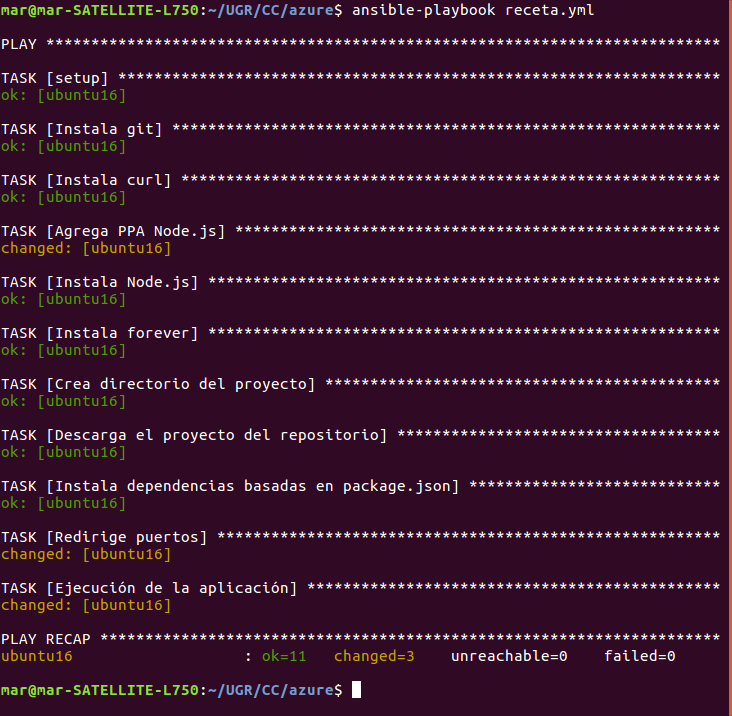 mar@mar-SATELLITE-L750:~/UGR/CC/azure$ ansible-playbook receta.yml
PLAY ***************************************************************************
TASK [setup] *******************************************************************
ok: [ubuntu16]
TASK [Instala git] *************************************************************
ok: [ubuntu16]
TASK [Instala curl] ************************************************************
ok: [ubuntu16]
TASK [Agrega PPA Node.js] ******************************************************
changed: [ubuntu16]
TASK [Instala Node.js] *********************************************************
ok: [ubuntu16]
TASK [Instala forever] *********************************************************
ok: [ubuntu16]
TASK [Crea directorio del proyecto] ********************************************
ok: [ubuntu16]
TASK [Descarga el proyecto del repositorio] ************************************
ok: [ubuntu16]
TASK [Instala dependencias basadas en package.json] ****************************
ok: [ubuntu16]
TASK [Redirige puertos] ********************************************************
changed: [ubuntu16]
TASK [Ejecución de la aplicación] **********************************************
changed: [ubuntu16]
PLAY RECAP *********************************************************************
ubuntu16                   : ok=11   changed=3    unreachable=0    failed=0
mar@mar-SATELLITE-L750:~/UGR/CC/azure$